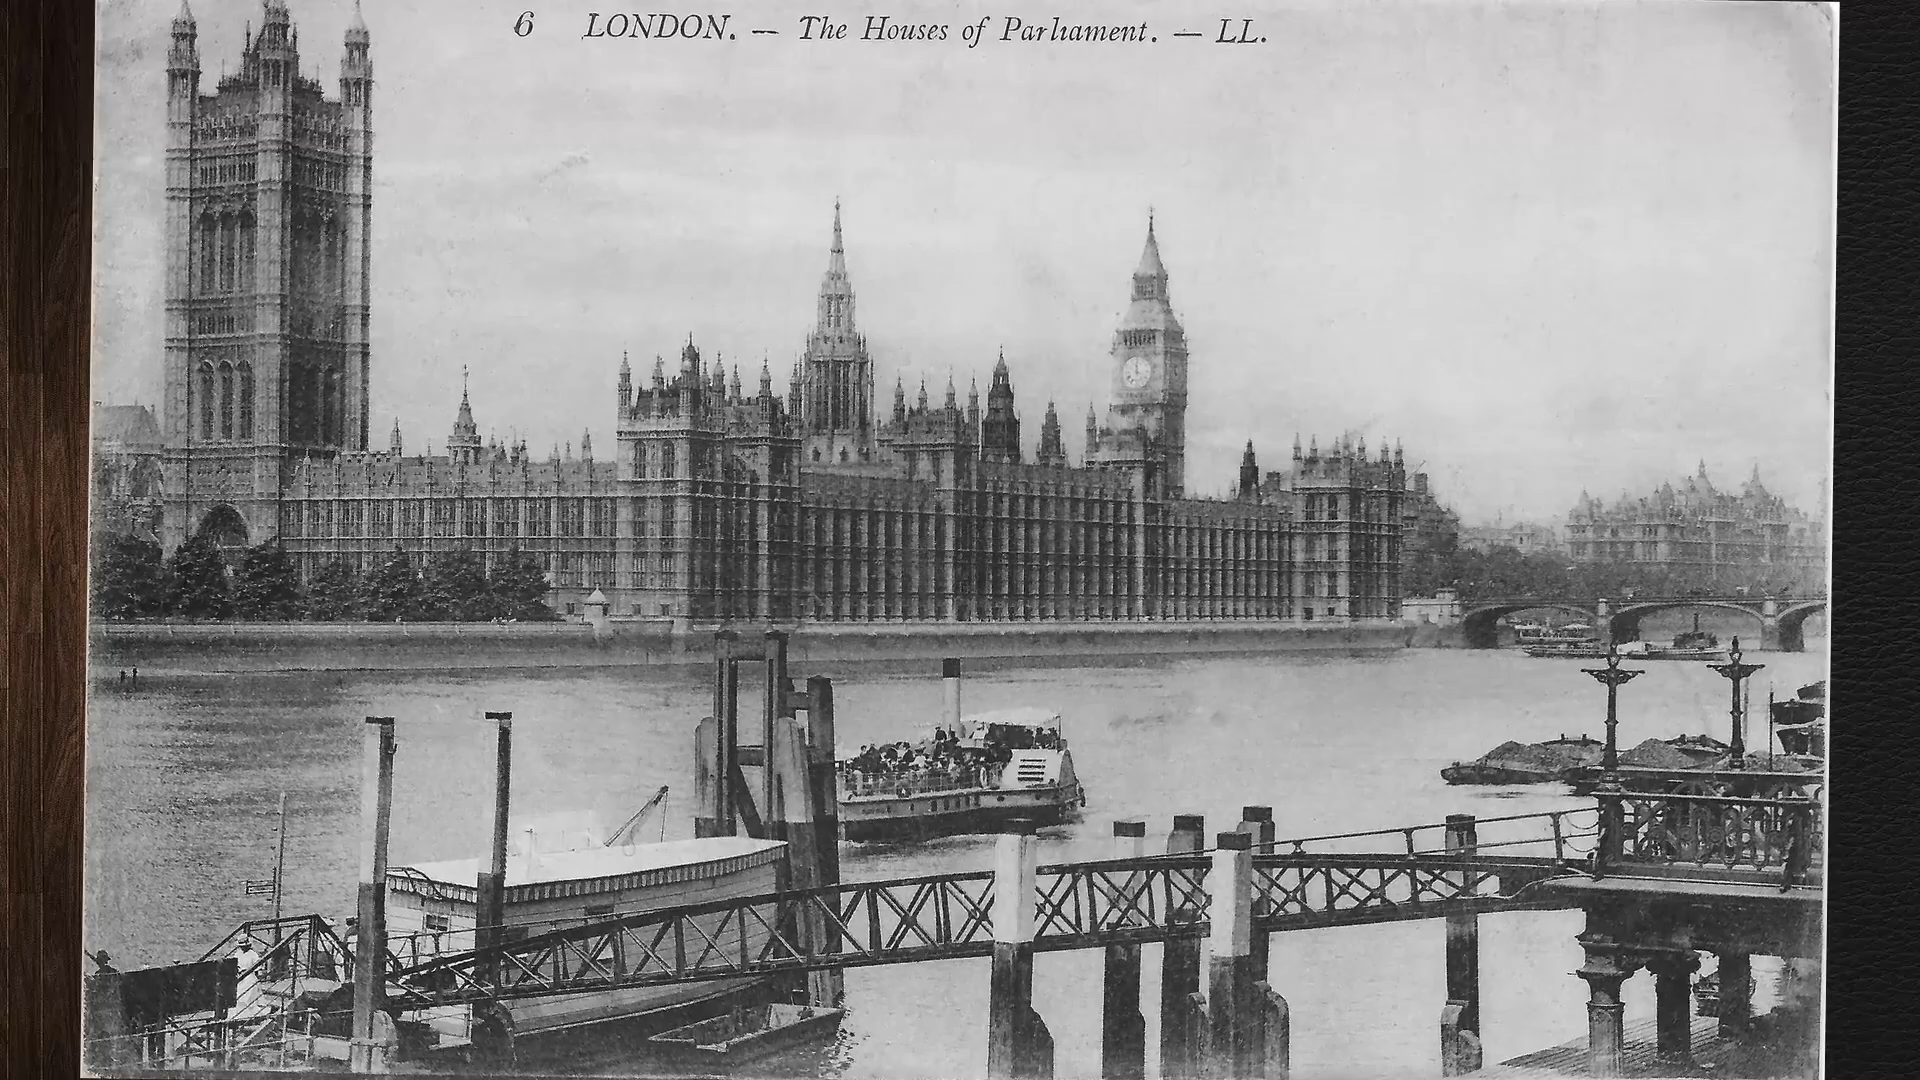 6 LONDON. — The Houses of Parliament. — LL.